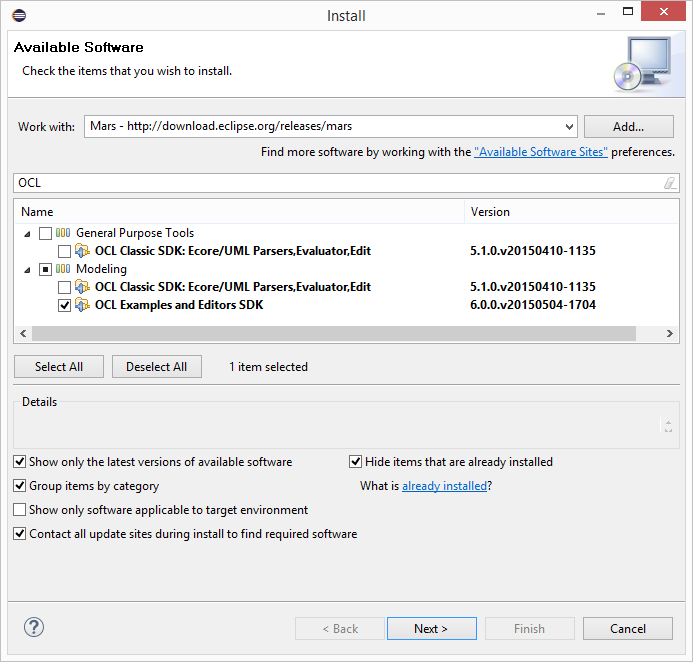 Install
Available Software
Check the items that you wish to install.
Work with: Mars - http://download.eclipse.org/releases/mars Add...
Find more software by working with the "Available Software Sites" preferences.
OCL
Name Version
General Purpose Tools
OCL Classic SDK: Ecore/UML Parsers,Evaluator,Edit 5.1.0.v20150410-1135
Modeling
OCL Classic SDK: Ecore/UML Parsers,Evaluator,Edit 5.1.0.v20150410-1135
OCL Examples and Editors SDK 6.0.0.v20150504-1704
Select All Deselect All 1 item selected
Details
Show only the latest versions of available software Hide items that are already installed
Group items by category What is already installed?
Show only software applicable to target environment
Contact all update sites during install to find required software
? < Back Next > Finish Cancel